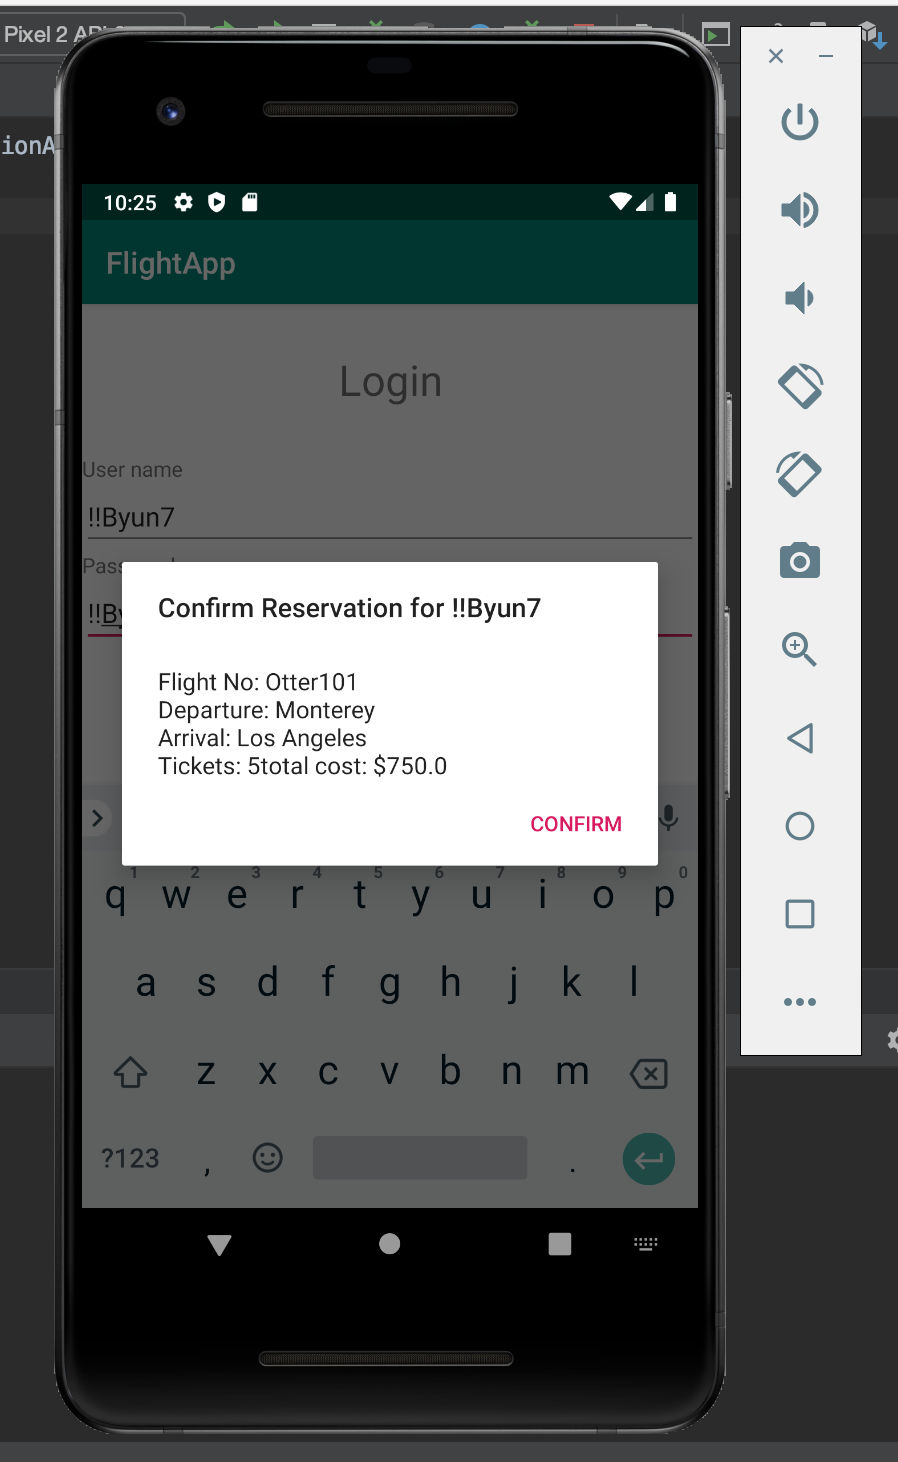 Pixel 2 API
ionA
10:25
FlightApp
Login
User name
!!Byun7
!!By
Confirm Reservation for !!Byun7
Flight No: Otter101
Departure: Monterey
Arrival: Los Angeles
Tickets: 5total cost: $750.0
CONFIRM
1 2 3 4 5 6 7 8 9 0
q w e r t y u i o p
a s d f g h j k l
z x c v b n m
?123 , .